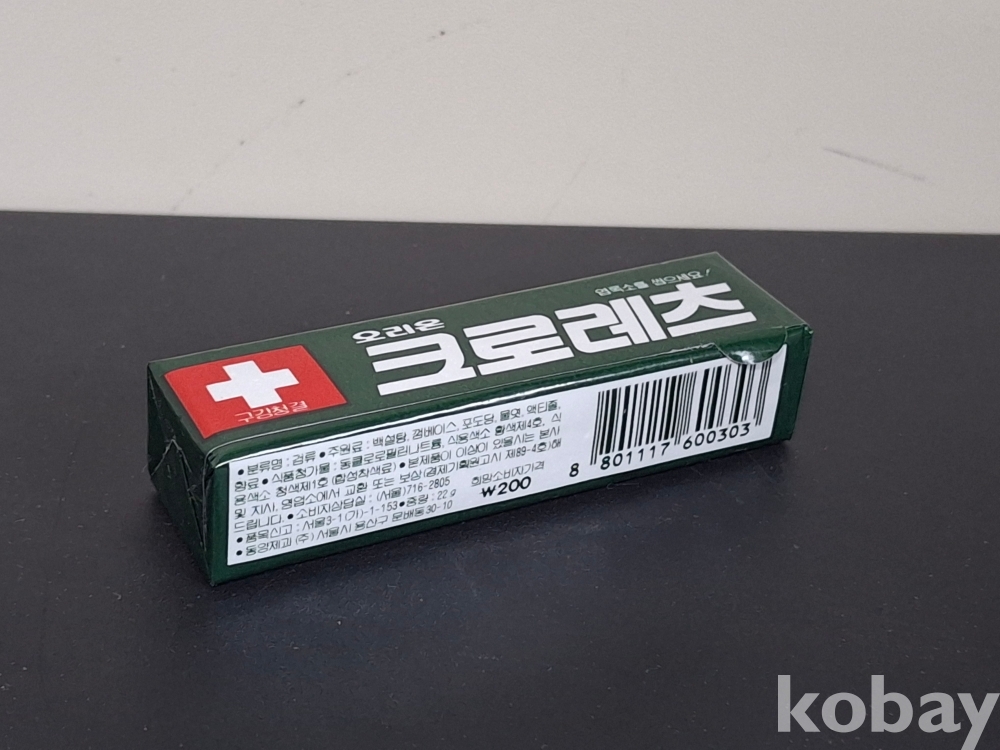 엽록소를 씹으세요!
오리온
크로레츠
구강청결
• 분류명 : 껌류 • 주원료 : 백설탕, 껌베이스, 포도당, 물엿, 액티졸,
향료 • 식품첨가물 : 동클로로필린나트륨, 식용색소 황색제4호, 식
용색소 청색제1호 (합성착색료) • 본제품이 이상이 있을시는 본사
및 지사, 영업소에서 교환 또는 보상 (경제기획원고시 제89-4호)해
드립니다. • 소비자상담실 : (서울)716-2805
• 품목신고 : 서울9-1(가)-1-153 • 중량 : 22g
• 동양제과 (주) 서울시 용산구 문배동30-10
희망소비자가격
₩200
8 801117 600303
kobay